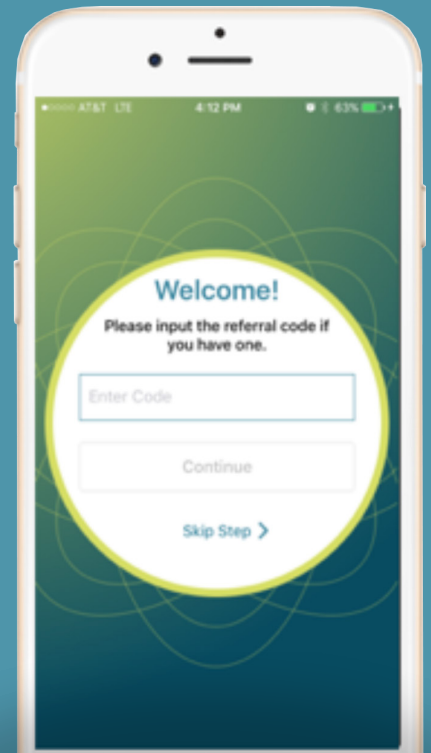 AT&T LTE 4:12 PM 63%
Welcome!
Please input the referral code if
you have one.
Enter Code
Continue
Skip Step